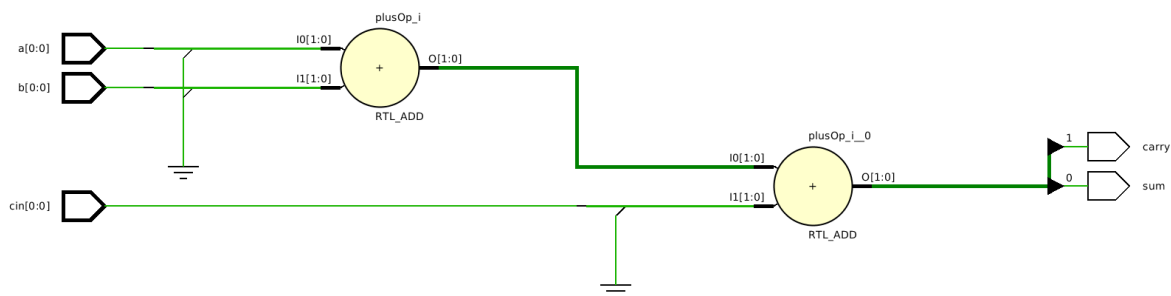 plusOp_i
a[0:0]
I0[1:0]
+
O[1:0]
b[0:0]
I1[1:0]
RTL_ADD
plusOp_i__0
I0[1:0]
+
O[1:0]
1
carry
0
sum
cin[0:0]
I1[1:0]
RTL_ADD